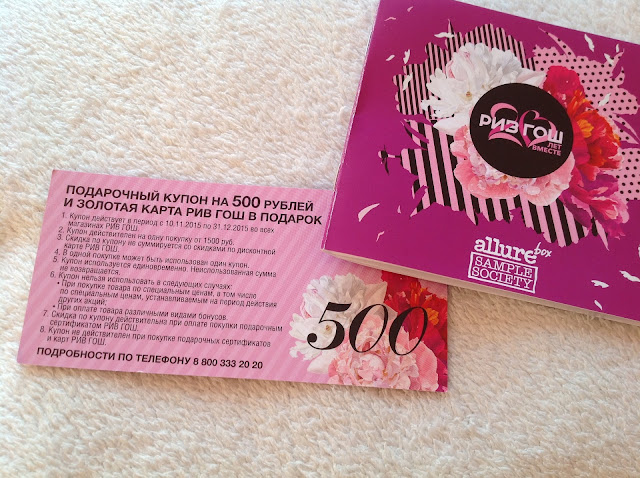 ПОДАРОЧНЫЙ КУПОН НА 500 РУБЛЕЙ
И ЗОЛОТАЯ КАРТА РИВ ГОШ В ПОДАРОК
1. Купон действует в период с 10.11.2015 по 31.12.2015 во всех
магазинах РИВ ГОШ.
2. Купон действителен на одну покупку от 1500 руб.
3. Скидка по купону не суммируется со скидками по дисконтной
карте РИВ ГОШ.
4. В одной покупке может быть использован один купон.
5. Купон используется единовременно. Неиспользованная сумма
не возвращается.
6. Купон нельзя использовать в следующих случаях:
• При покупке товара по специальным ценам, в том числе
по специальным ценам, устанавливаемым на период действия
других акций;
• При оплате товара различными видами бонусов.
7. Скидка по купону действительна при оплате покупки подарочным
сертификатом РИВ ГОШ.
8. Купон не действителен при покупке подарочных сертификатов
и карт РИВ ГОШ.
ПОДРОБНОСТИ ПО ТЕЛЕФОНУ 8 800 333 20 20
500
РИВ ГОШ
20 ЛЕТ
ВМЕСТЕ
allure box
SAMPLE
SOCIETY